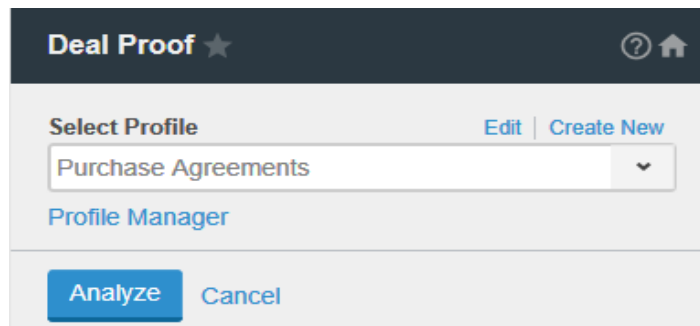 Deal Proof
Select Profile Edit | Create New
Purchase Agreements
Profile Manager
Analyze Cancel